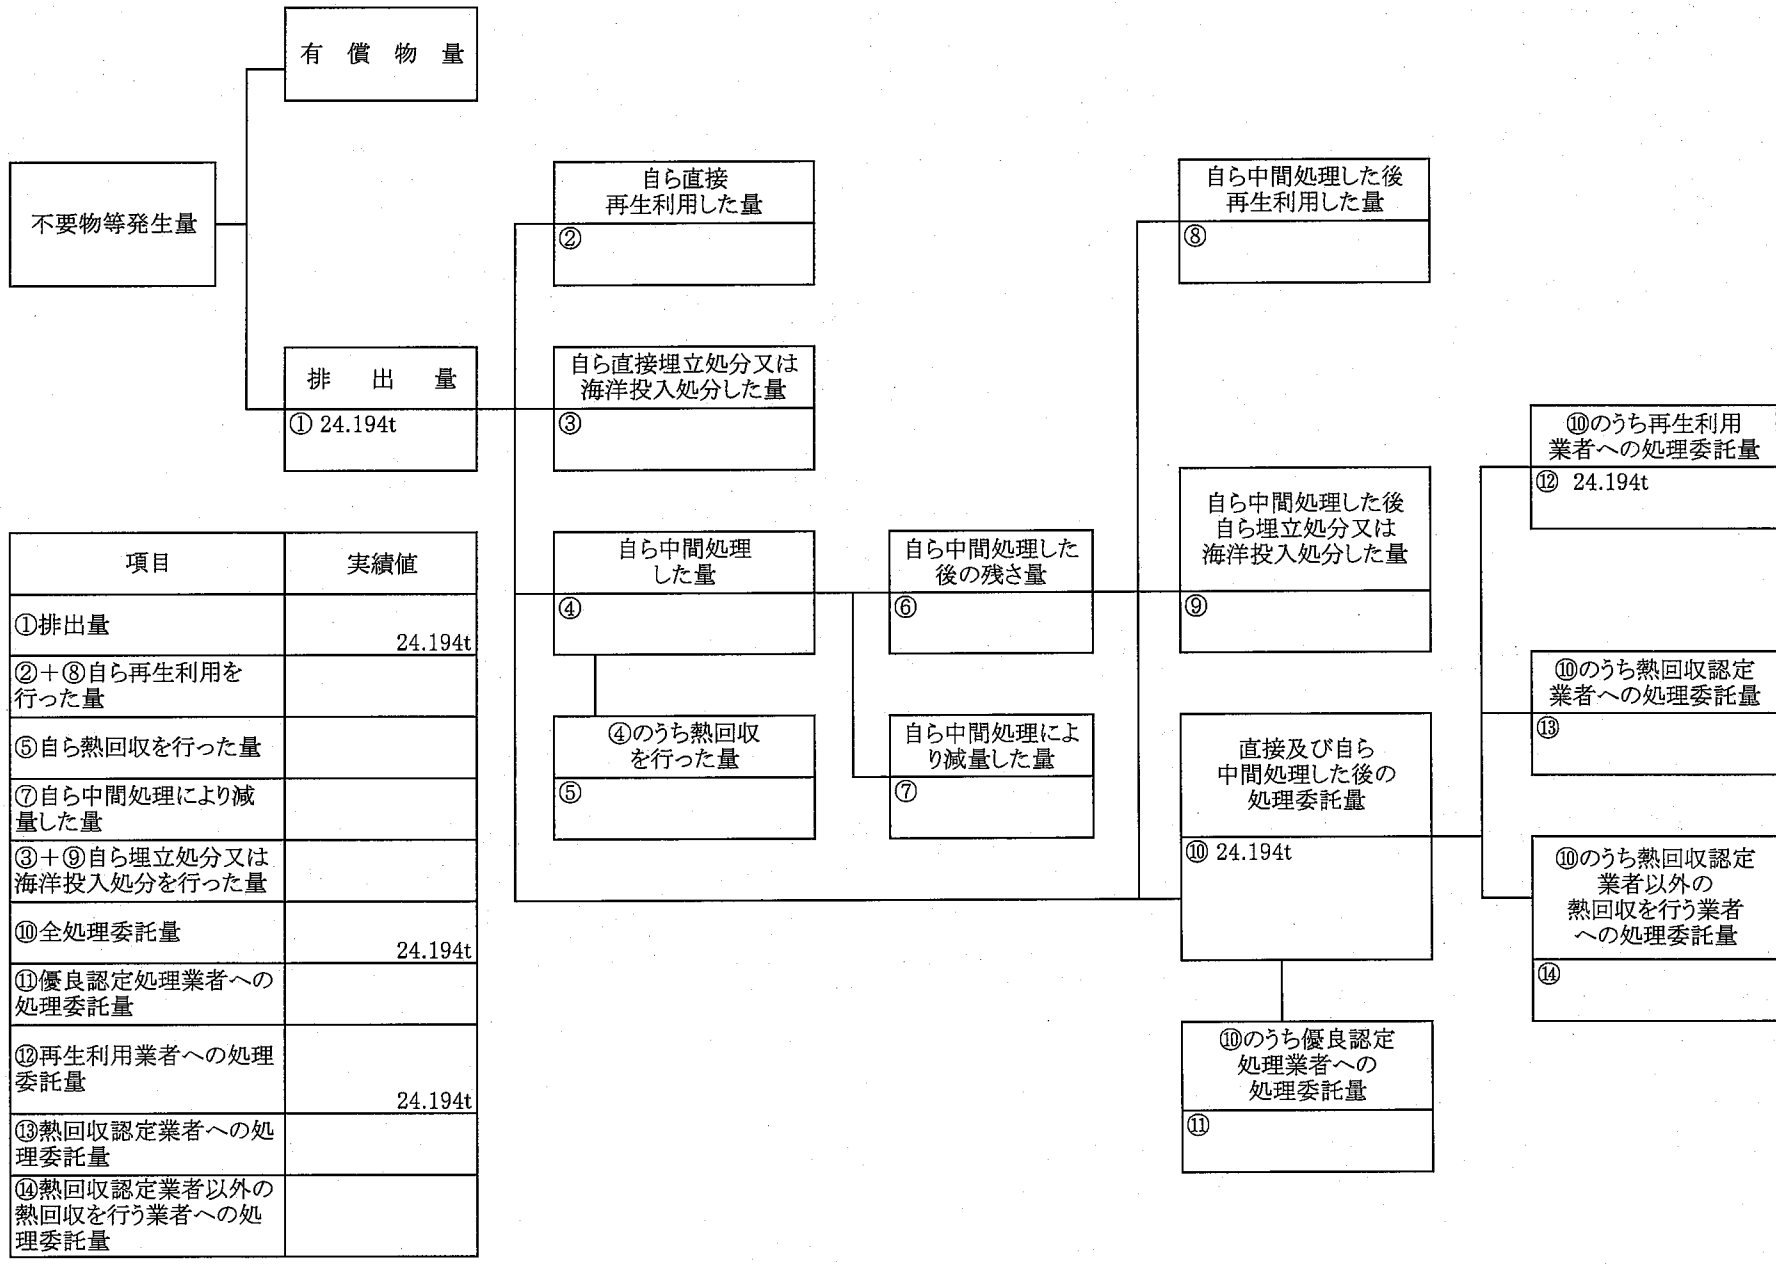 有償物量
不要物等発生量
排出量
① 24.194t
自ら直接
再生利用した量
②
自ら直接埋立処分又は
海洋投入処分した量
③
自ら中間処理
した量
④
④のうち熱回収
を行った量
⑤
自ら中間処理した
後の残さ量
⑥
自ら中間処理によ
り減量した量
⑦
自ら中間処理した後
再生利用した量
⑧
自ら中間処理した後
自ら埋立処分又は
海洋投入処分した量
⑨
直接及び自ら
中間処理した後の
処理委託量
⑩ 24.194t
⑩のうち優良認定
処理業者への
処理委託量
⑪
⑩のうち再生利用
業者への処理委託量
⑫ 24.194t
⑩のうち熱回収認定
業者への処理委託量
⑬
⑩のうち熱回収認定
業者以外の
熱回収を行う業者
への処理委託量
⑭
項目 実績値
①排出量
24.194t
②+⑧自ら再生利用を
行った量
⑤自ら熱回収を行った量
⑦自ら中間処理により減
量した量
③+⑨自ら埋立処分又は
海洋投入処分を行った量
⑩全処理委託量
24.194t
⑪優良認定処理業者への
処理委託量
⑫再生利用業者への処理
委託量
24.194t
⑬熱回収認定業者への処
理委託量
⑭熱回収認定業者以外の
熱回収を行う業者への処
理委託量